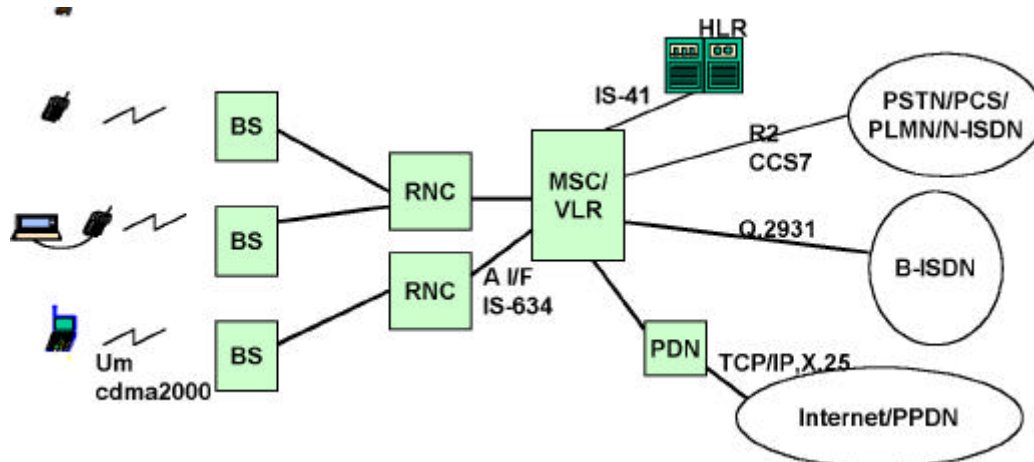 HLR
IS-41
PSTN/PCS/
PLMN/N-ISDN
BS
R2
CCS7
RNC
MSC/
VLR
BS
Q.2931
B-ISDN
RNC
A I/F
IS-634
BS
PDN
TCP/IP,X.25
Um
cdma2000
Internet/PPDN